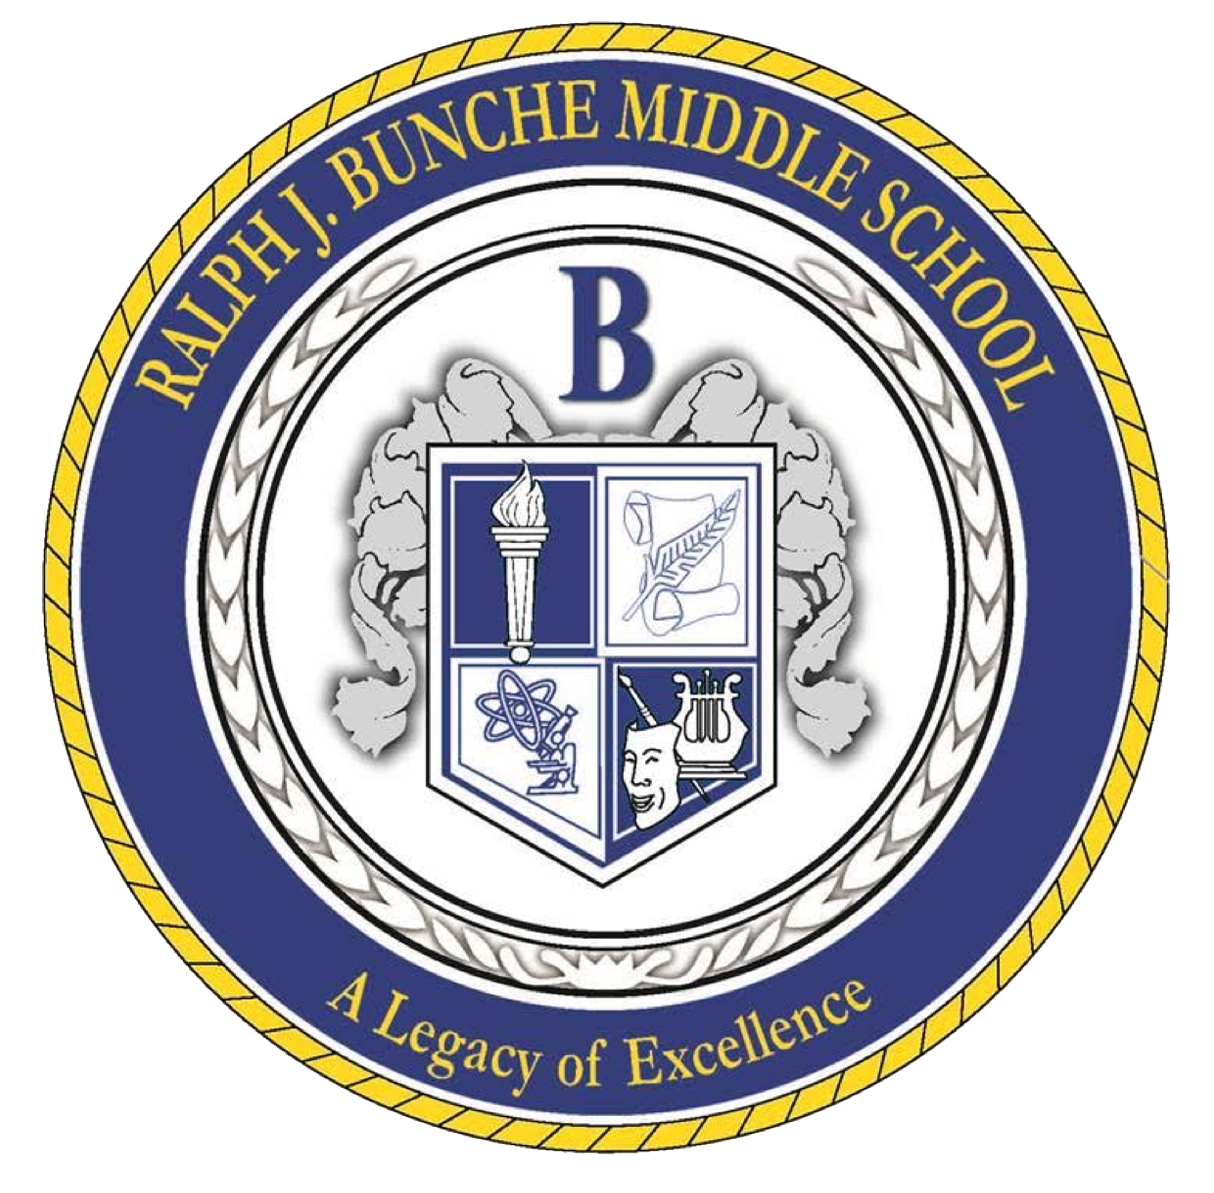 RALPH J. BUNCHE MIDDLE SCHOOL
B
A Legacy of Excellence